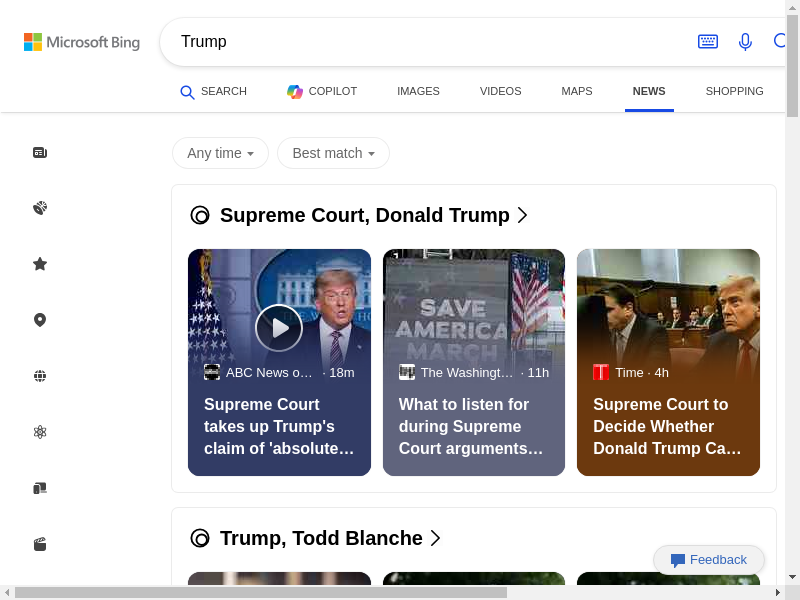 Microsoft Bing
Trump
SEARCH
COPILOT
IMAGES
VIDEOS
MAPS
NEWS
SHOPPING
Any time
Best match
Supreme Court, Donald Trump
SAVE
AMERICA
MARCH
ABC News o… · 18m
Supreme Court
takes up Trump's
claim of 'absolute…
The Washingt… · 11h
What to listen for
during Supreme
Court arguments…
Time · 4h
Supreme Court to
Decide Whether
Donald Trump Ca…
Trump, Todd Blanche
Feedback